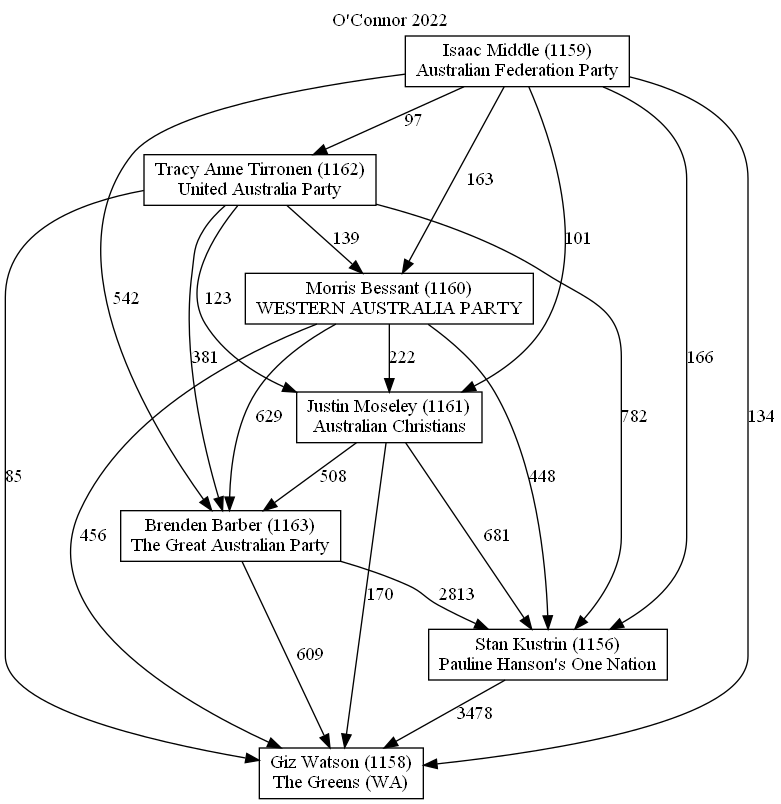 O'Connor 2022
Isaac Middle (1159)
Australian Federation Party
97
Tracy Anne Tirronen (1162)
United Australia Party
163
139
101
542
123
Morris Bessant (1160)
WESTERN AUSTRALIA PARTY
381
222
166
629
Justin Moseley (1161)
Australian Christians
782
134
85
508
448
456
Brenden Barber (1163)
The Great Australian Party
681
170
2813
609
Stan Kustrin (1156)
Pauline Hanson's One Nation
3478
Giz Watson (1158)
The Greens (WA)